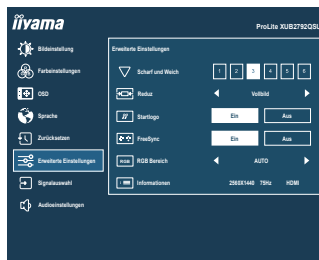 iiyama
ProLite XUB2792QSU
Bildeinstellung
Farbeinstellungen
OSD
Sprache
Zurücksetzen
Erweiterte Einstellungen
Signalauswahl
Audioeinstellungen
Erweiterte Einstellungen
Scharf und Weich 1 2 3 4 5 6
Reduz Vollbild
Startlogo Ein Aus
FreeSync Ein Aus
RGB RGB Bereich AUTO
Informationen 2560X1440 75Hz HDMI